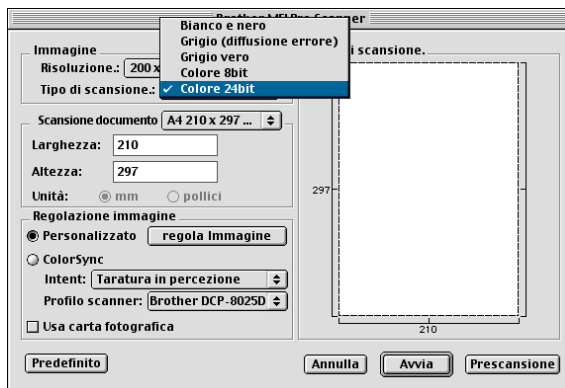 Brother MFL Pro Scanner
Bianco e nero
Grigio (diffusione errore)
Grigio vero
Colore 8bit
✓ Colore 24bit
Immagine
Risoluzione.: 200 x
Tipo di scansione.:
Scansione documento A4 210 x 297 ...
Larghezza: 210
Altezza: 297
Unità: mm pollici
Regolazione immagine
Personalizzato regola Immagine
ColorSync
Intent: Taratura in percezione
Profilo scanner: Brother DCP-8025D
Usa carta fotografica
i scansione.
297
210
Predefinito
Annulla Avvia Prescansione